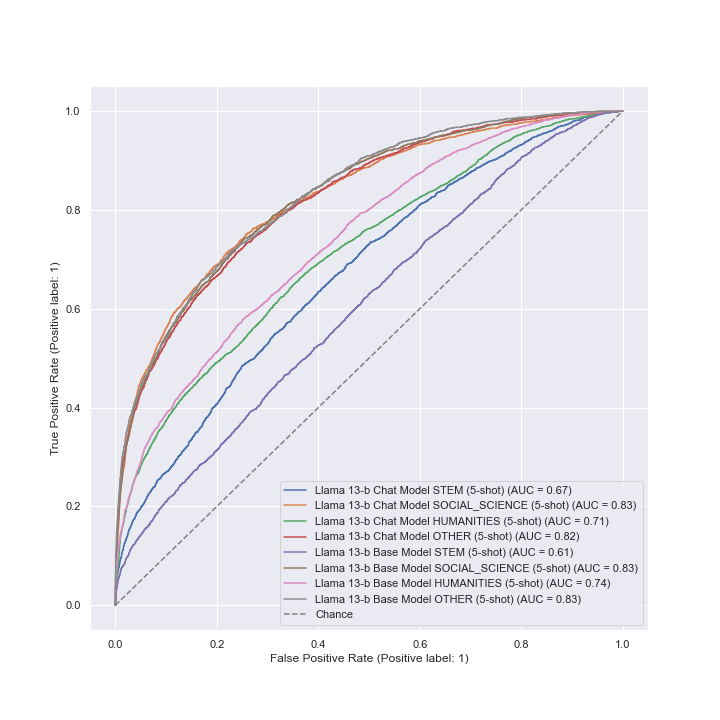 1.0
0.8
0.6
0.4
0.2
0.0
True Positive Rate (Positive label: 1)
Llama 13-b Chat Model STEM (5-shot) (AUC = 0.67)
Llama 13-b Chat Model SOCIAL_SCIENCE (5-shot) (AUC = 0.83)
Llama 13-b Chat Model HUMANITIES (5-shot) (AUC = 0.71)
Llama 13-b Chat Model OTHER (5-shot) (AUC = 0.82)
Llama 13-b Base Model STEM (5-shot) (AUC = 0.61)
Llama 13-b Base Model SOCIAL_SCIENCE (5-shot) (AUC = 0.83)
Llama 13-b Base Model HUMANITIES (5-shot) (AUC = 0.74)
Llama 13-b Base Model OTHER (5-shot) (AUC = 0.83)
Chance
0.0 0.2 0.4 0.6 0.8 1.0
False Positive Rate (Positive label: 1)